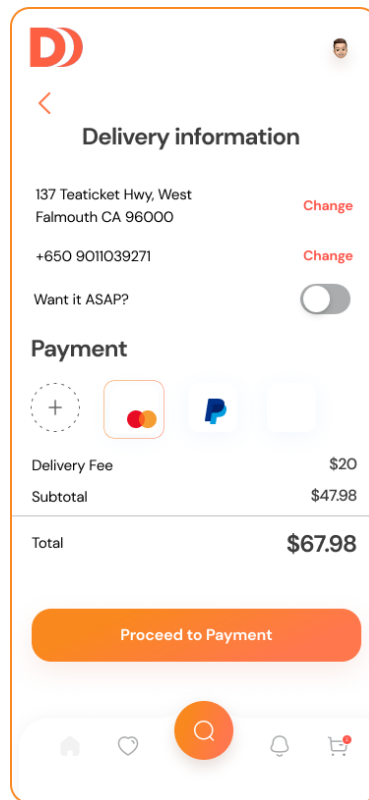 DD
Delivery information
137 Teaticket Hwy, West
Falmouth CA 96000
Change
+650 9011039271
Change
Want it ASAP?
Payment
+
Delivery Fee
$20
Subtotal
$47.98
Total
$67.98
Proceed to Payment